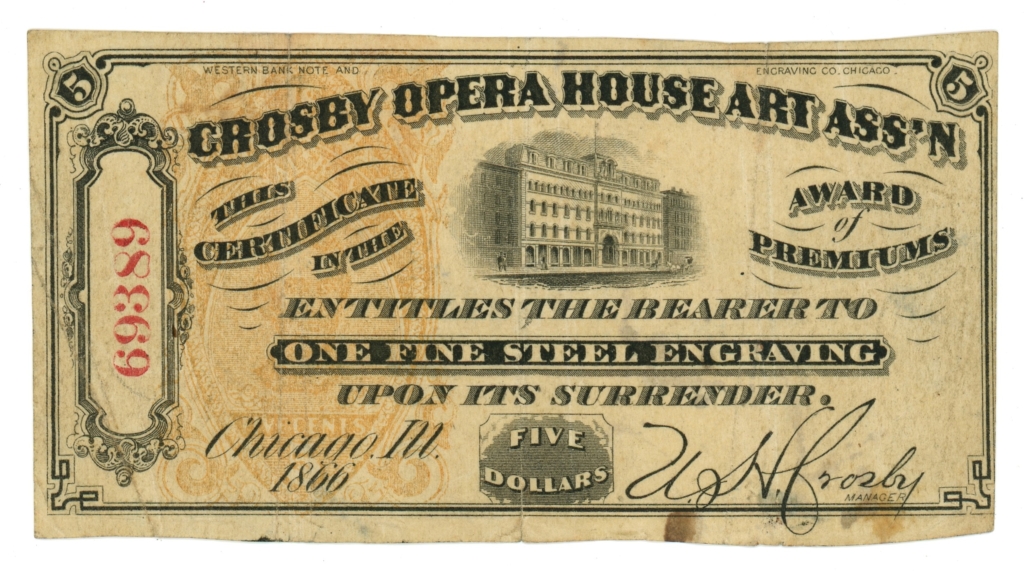 5
5
WESTERN BANK NOTE AND
ENGRAVING CO. CHICAGO.
CROSBY OPERA HOUSE ART ASS'N
THIS
CERTIFICATE
IN THE
AWARD
of
PREMIUMS
69389
ENTITLES THE BEARER TO
ONE FINE STEEL ENGRAVING
UPON ITS SURRENDER.
Chicago, Ill.
1866
FIVE
DOLLARS
U. H. Crosby
MANAGER